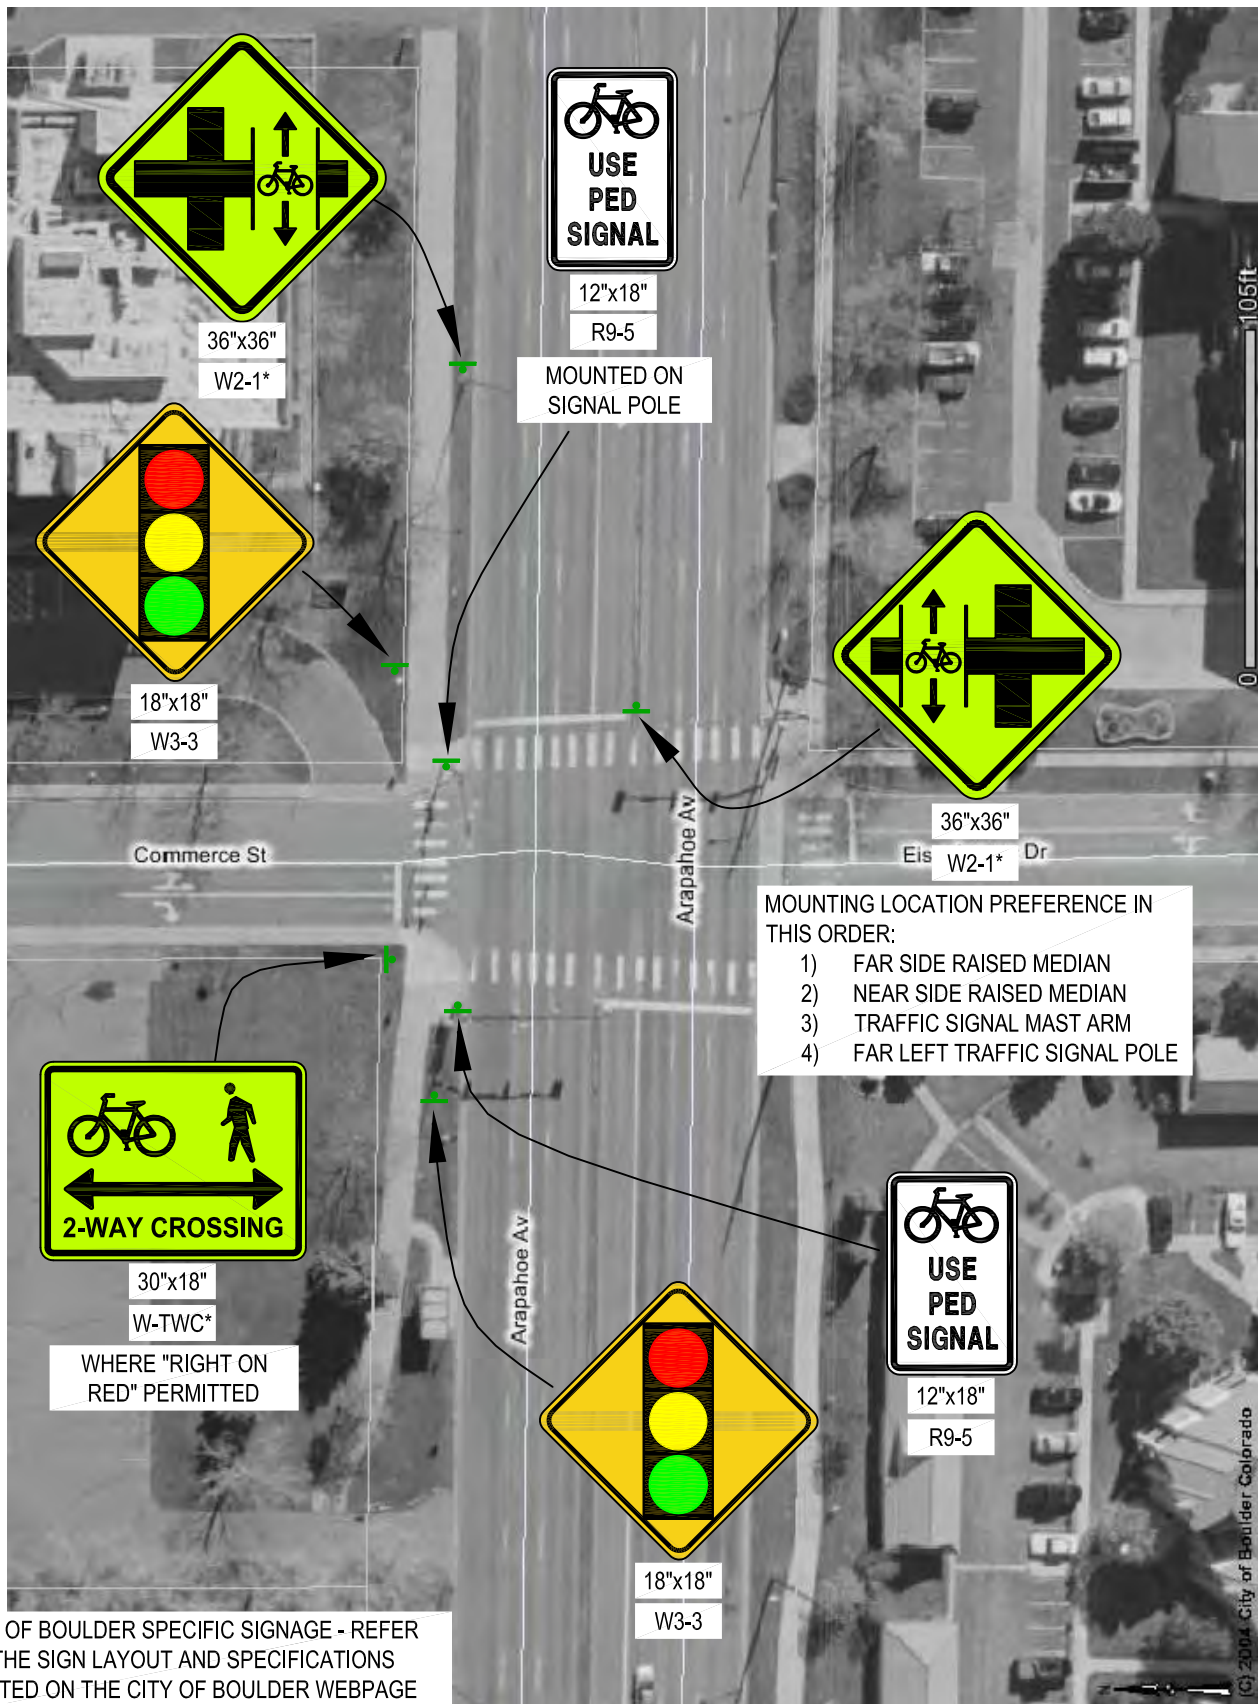 USE
PED
SIGNAL
12"x18"
R9-5
MOUNTED ON
SIGNAL POLE
36"x36"
W2-1*
105ft
0
18"x18"
W3-3
36"x36"
W2-1*
Commerce St
Arapahoe Av
Eis Dr
MOUNTING LOCATION PREFERENCE IN
THIS ORDER:
1) FAR SIDE RAISED MEDIAN
2) NEAR SIDE RAISED MEDIAN
3) TRAFFIC SIGNAL MAST ARM
4) FAR LEFT TRAFFIC SIGNAL POLE
2-WAY CROSSING
30"x18"
W-TWC*
WHERE "RIGHT ON
RED" PERMITTED
Arapahoe Av
USE
PED
SIGNAL
12"x18"
R9-5
18"x18"
W3-3
OF BOULDER SPECIFIC SIGNAGE - REFER
THE SIGN LAYOUT AND SPECIFICATIONS
TED ON THE CITY OF BOULDER WEBPAGE
N
(C) 2004 City of Boulder Colorado